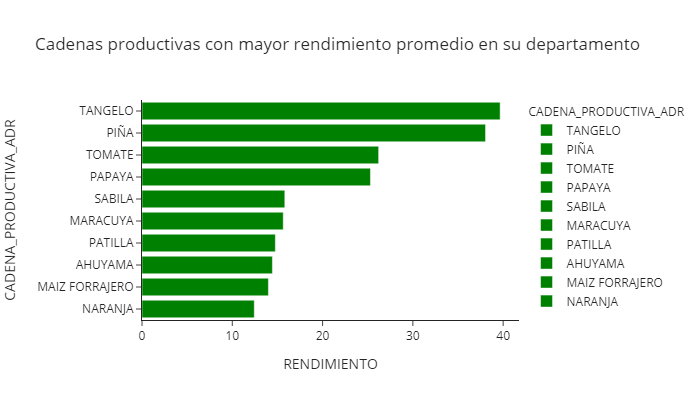 Cadenas productivas con mayor rendimiento promedio en su departamento
CADENA_PRODUCTIVA_ADR
TANGELO
PIÑA
TOMATE
PAPAYA
SABILA
MARACUYA
PATILLA
AHUYAMA
MAIZ FORRAJERO
NARANJA
0 10 20 30 40
RENDIMIENTO
CADENA_PRODUCTIVA_ADR
TANGELO
PIÑA
TOMATE
PAPAYA
SABILA
MARACUYA
PATILLA
AHUYAMA
MAIZ FORRAJERO
NARANJA